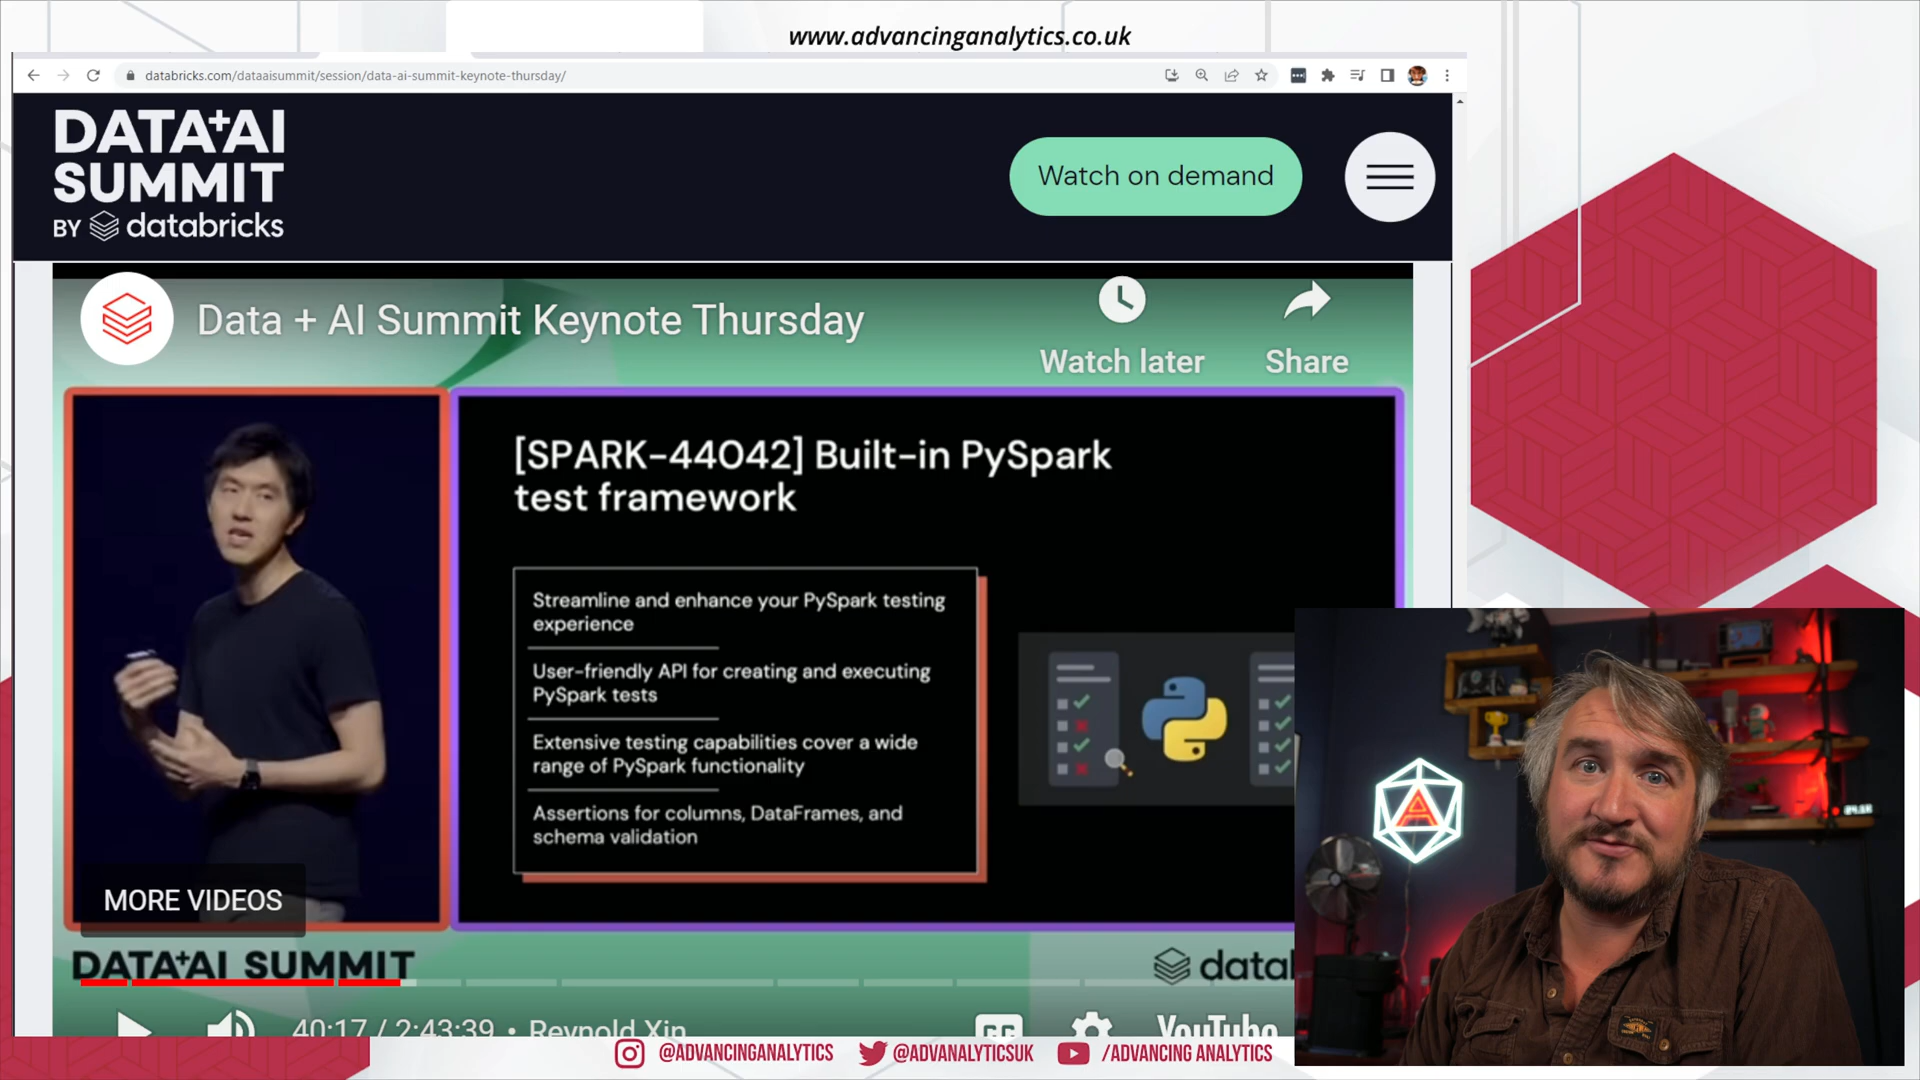 www.advancinganalytics.co.uk
databricks.com/dataaisummit/session/data-ai-summit-keynote-thursday/
DATA+AI
SUMMIT
BY databricks
Watch on demand
Data + AI Summit Keynote Thursday
Watch later
Share
[SPARK-44042] Built-in PySpark
test framework
Streamline and enhance your PySpark testing
experience
User-friendly API for creating and executing
PySpark tests
Extensive testing capabilities cover a wide
range of PySpark functionality
Assertions for columns, DataFrames, and
schema validation
MORE VIDEOS
DATA+AI SUMMIT
datab
40:17 / 2:43:39 • Reynold Xin
CC
YouTube
@ADVANCINGANALYTICS
@ADVANALYTICSUK
/ADVANCING ANALYTICS
A